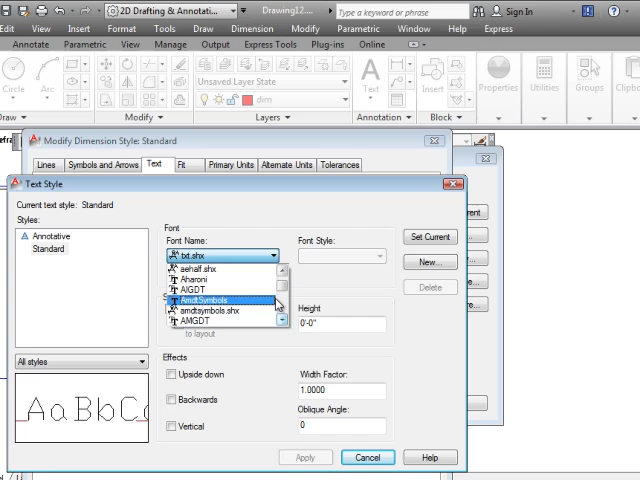 2D Drafting & Annotati... Drawing12.... Type a keyword or phrase Sign In
Edit View Insert Format Tools Draw Dimension Modify Parametric Window Help Express
Annotate Parametric View Manage Output Express Tools Plug-ins Online
Circle Arc Unsaved Layer State Text Insert Properties Utilities Groups Clipbo
dim
Draw Modify Layers Annotation Block
Modify Dimension Style: Standard
Lines Symbols and Arrows Text Fit Primary Units Alternate Units Tolerances
Text Style
Current text style: Standard
Styles:
Annotative
Standard
All styles
AaBbCc
Font
Font Name:
txt.shx
aehalf.shx
Aharoni
AIGDT
AmdtSymbols
amdtsymbols.shx
AMGDT
to layout
Font Style:
Height
0'-0"
Effects
Upside down
Backwards
Vertical
Width Factor:
1.0000
Oblique Angle:
0
Set Current
New...
Delete
Apply Cancel Help